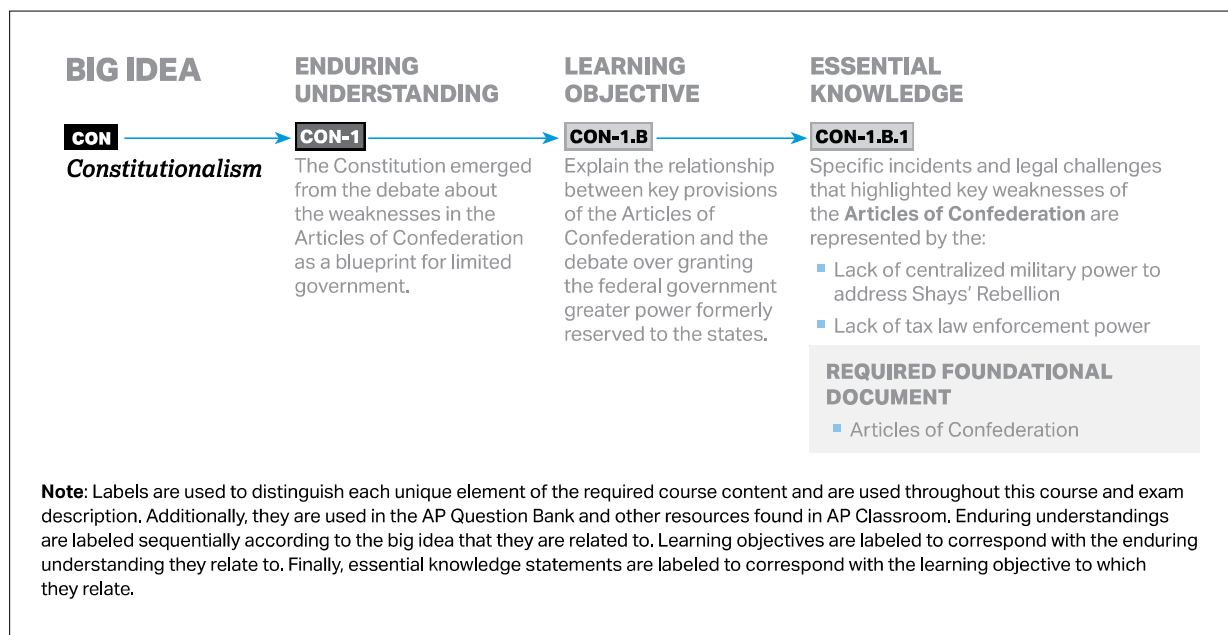 BIG IDEA
CON
Constitutionalism
ENDURING
UNDERSTANDING
CON-1
The Constitution emerged
from the debate about
the weaknesses in the
Articles of Confederation
as a blueprint for limited
government.
LEARNING
OBJECTIVE
CON-1.B
Explain the relationship
between key provisions
of the Articles of
Confederation and the
debate over granting
the federal government
greater power formerly
reserved to the states.
ESSENTIAL
KNOWLEDGE
CON-1.B.1
Specific incidents and legal challenges
that highlighted key weaknesses of
the Articles of Confederation are
represented by the:
Lack of centralized military power to
address Shays’ Rebellion
Lack of tax law enforcement power
REQUIRED FOUNDATIONAL
DOCUMENT
Articles of Confederation
Note: Labels are used to distinguish each unique element of the required course content and are used throughout this course and exam
description. Additionally, they are used in the AP Question Bank and other resources found in AP Classroom. Enduring understandings
are labeled sequentially according to the big idea that they are related to. Learning objectives are labeled to correspond with the enduring
understanding they relate to. Finally, essential knowledge statements are labeled to correspond with the learning objective to which
they relate.